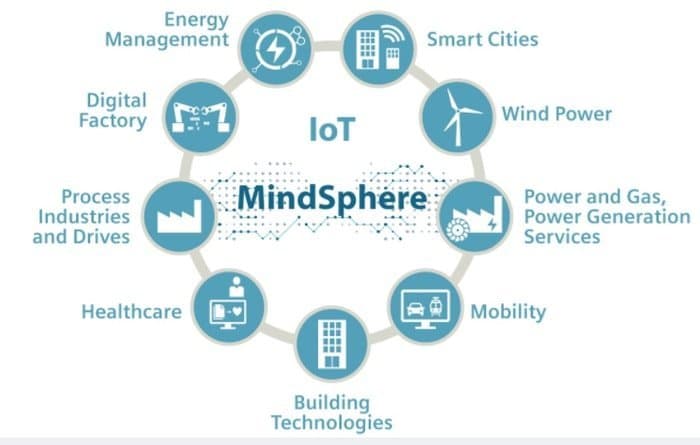 Energy
Management
Smart Cities
Digital
Factory
IoT
Wind Power
MindSphere
Process
Industries
and Drives
Power and Gas,
Power Generation
Services
Healthcare
Mobility
Building
Technologies